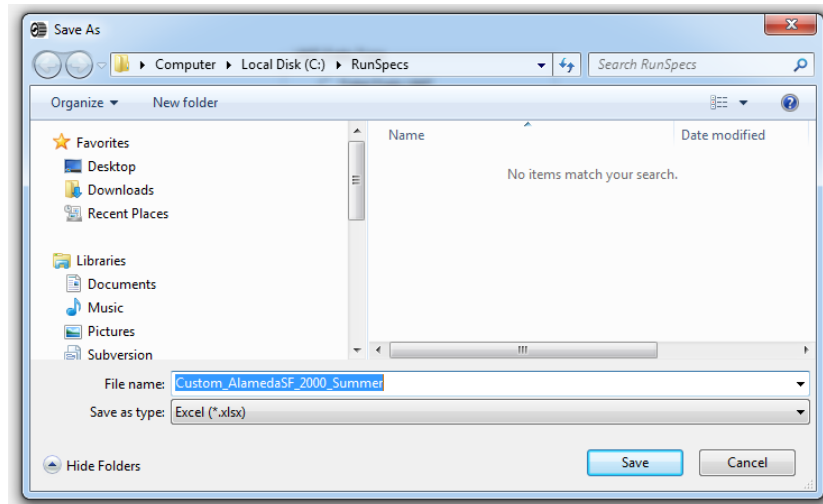 Save As
Computer Local Disk (C:) RunSpecs
Search RunSpecs
Organize
New folder
Favorites
Desktop
Downloads
Recent Places
Libraries
Documents
Music
Pictures
Subversion
Name
Date modified
No items match your search.
File name: Custom_AlamedaSF_2000_Summer
Save as type: Excel (*.xlsx)
Hide Folders
Save
Cancel